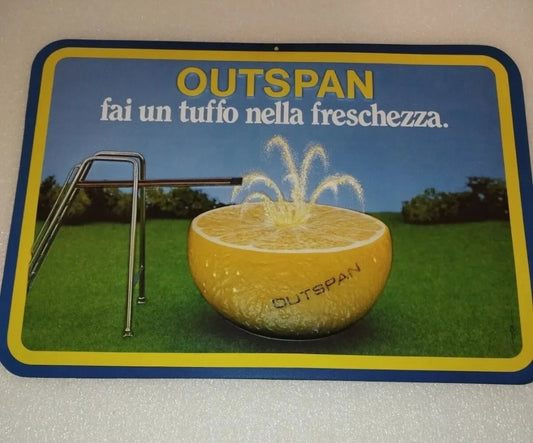 OUTSPAN
fai un tuffo nella freschezza.
OUTSPAN